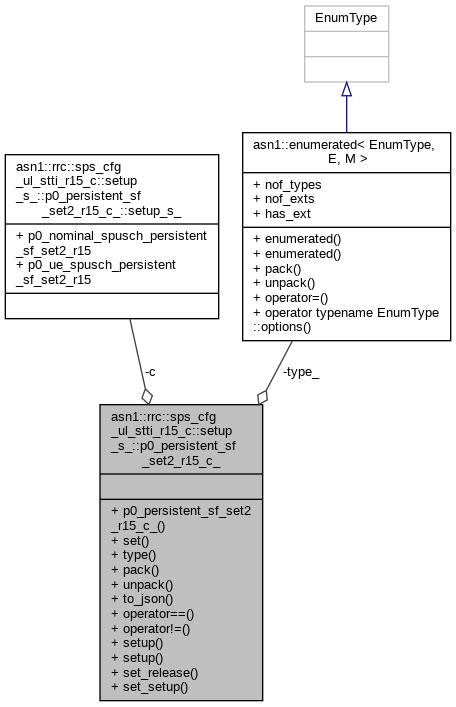 EnumType
asn1::enumerated< EnumType,
E, M >
+ nof_types
+ nof_exts
+ has_ext
+ enumerated()
+ enumerated()
+ pack()
+ unpack()
+ operator=()
+ operator typename EnumType
::options()
asn1::rrc::sps_cfg
_ul_stti_r15_c::setup
_s_::p0_persistent_sf
_set2_r15_c_::setup_s_
+ p0_nominal_spusch_persistent
_sf_set2_r15
+ p0_ue_spusch_persistent
_sf_set2_r15
-c
-type_
asn1::rrc::sps_cfg
_ul_stti_r15_c::setup
_s_::p0_persistent_sf
_set2_r15_c_
+ p0_persistent_sf_set2
_r15_c_()
+ set()
+ type()
+ pack()
+ unpack()
+ to_json()
+ operator==()
+ operator!=()
+ setup()
+ setup()
+ set_release()
+ set_setup()